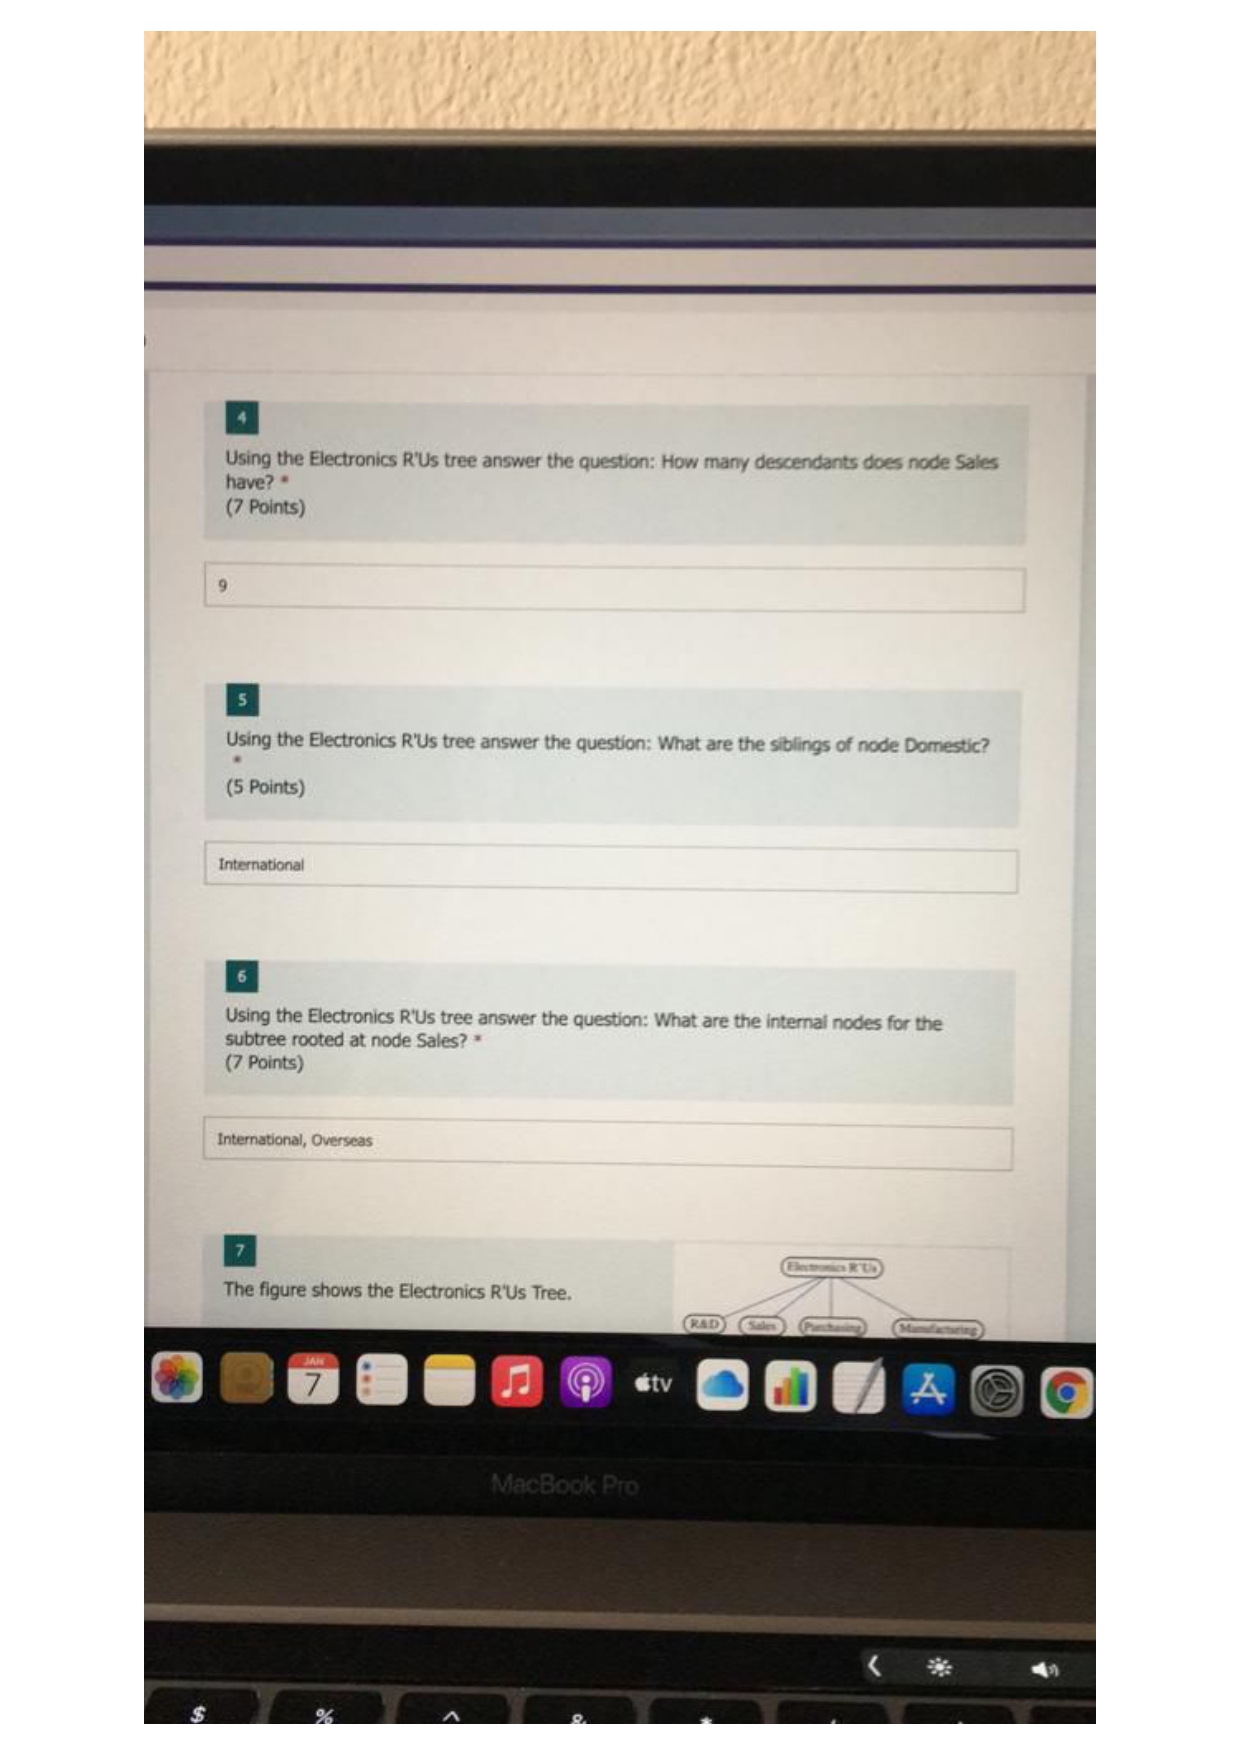 4
Using the Electronics R'Us tree answer the question: How many descendants does node Sales
have? *
(7 Points)
9
5
Using the Electronics R'Us tree answer the question: What are the siblings of node Domestic?
*
(5 Points)
International
6
Using the Electronics R'Us tree answer the question: What are the internal nodes for the
subtree rooted at node Sales? *
(7 Points)
International, Overseas
7
The figure shows the Electronics R'Us Tree.
Electronics R'Us
R&D Sales Purchasing Manufacturing
JAN
7
tv
MacBook Pro
$ % ^ & *